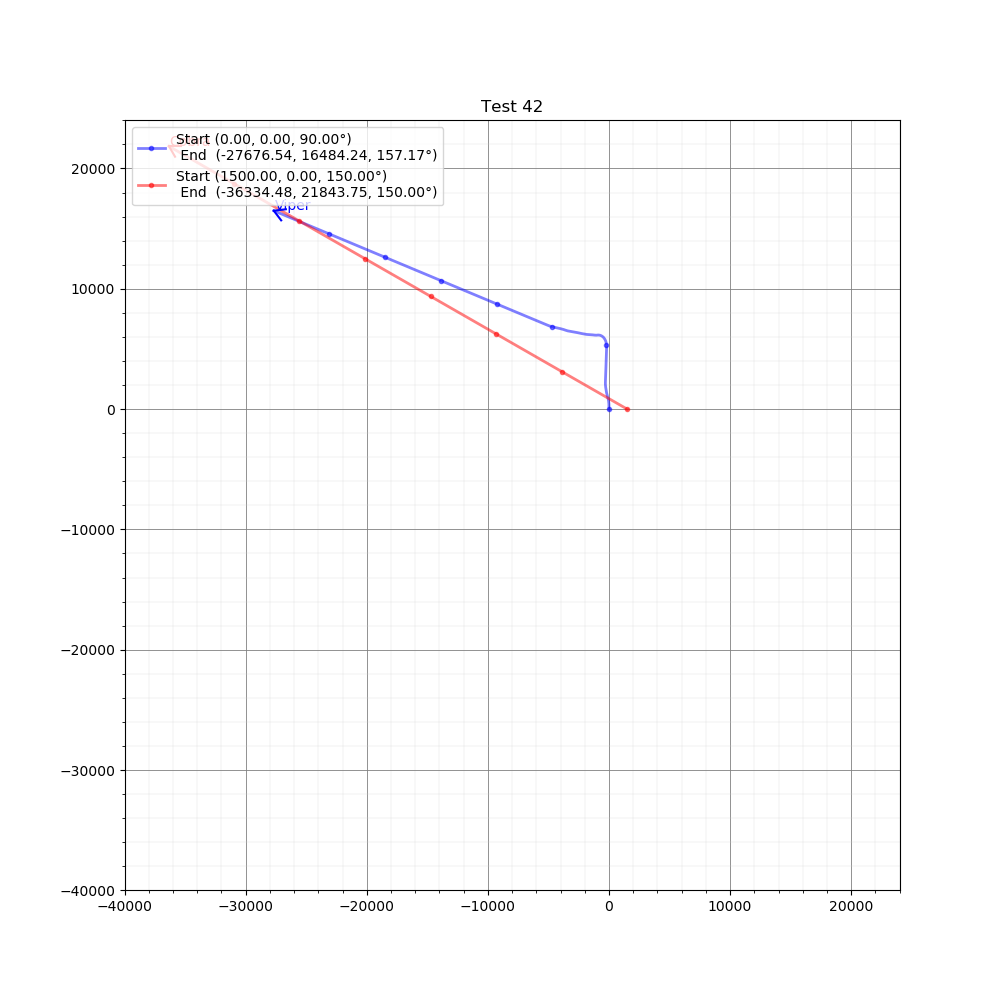 Test 42
Start (0.00, 0.00, 90.00°)
End (-27676.54, 16484.24, 157.17°)
Start (1500.00, 0.00, 150.00°)
End (-36334.48, 21843.75, 150.00°)
Viper
20000
10000
0
−10000
−20000
−30000
−40000
−40000 −30000 −20000 −10000 0 10000 20000